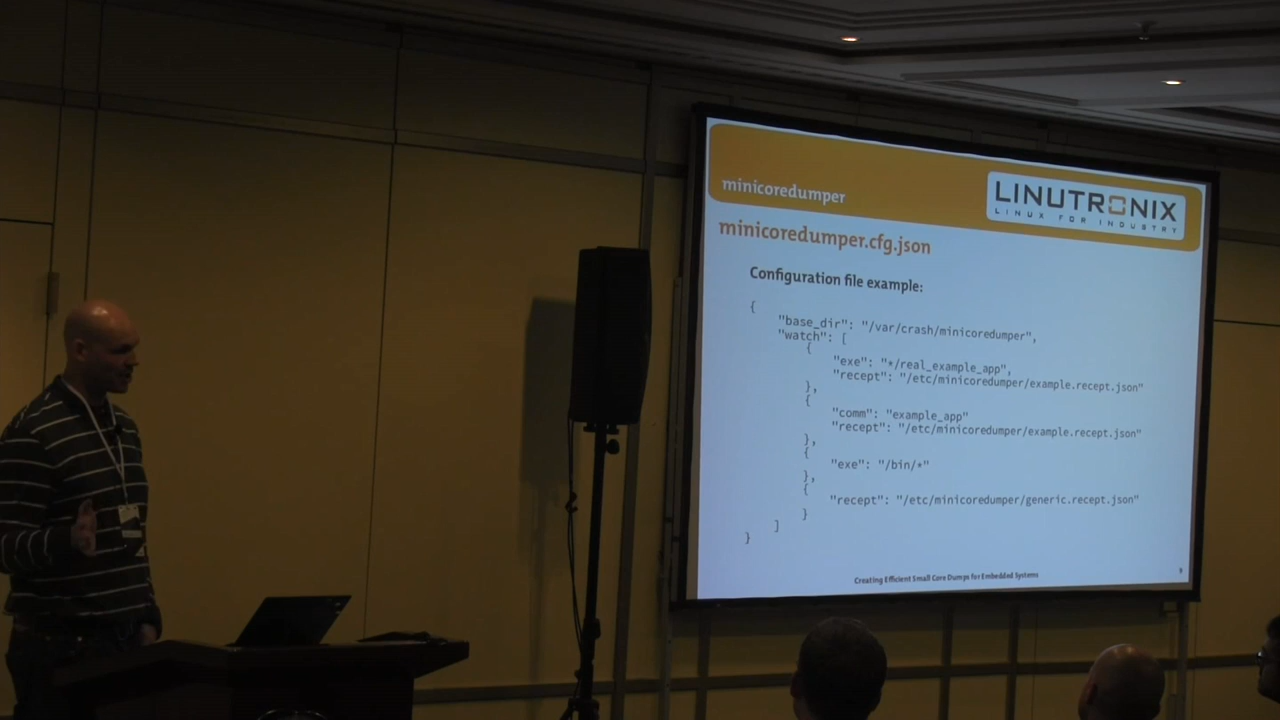 minicoredumper
LINUTRONIX
LINUX FOR INDUSTRY
minicoredumper.cfg.json
Configuration file example:
{
"base_dir": "/var/crash/minicoredumper",
"watch": [
{
"exe": "*/real_example_app",
"recept": "/etc/minicoredumper/example.recept.json"
},
{
"comm": "example_app"
"recept": "/etc/minicoredumper/example.recept.json"
},
{
"exe": "/bin/*"
},
{
"recept": "/etc/minicoredumper/generic.recept.json"
}
]
}
Creating Efficient Small Core Dumps for Embedded Systems
9